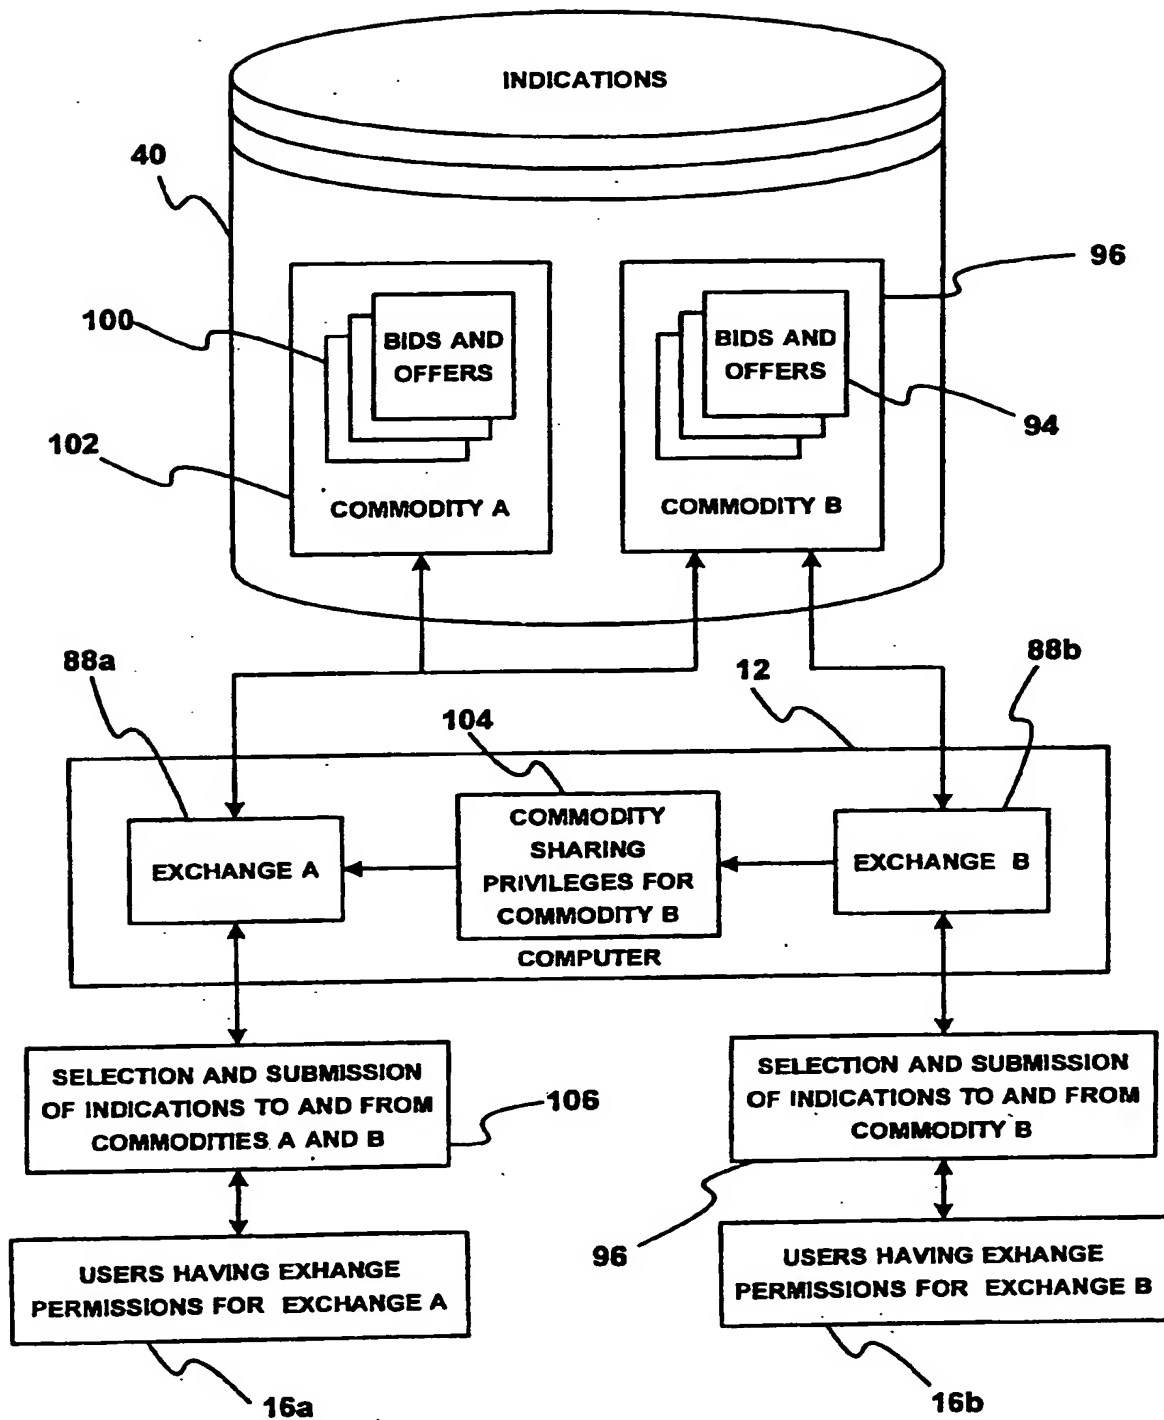 INDICATIONS
40
96
100
BIDS AND
OFFERS
BIDS AND
OFFERS
94
102
COMMODITY A
COMMODITY B
88a
12
88b
104
COMMODITY
SHARING
PRIVILEGES FOR
COMMODITY B
EXCHANGE A
EXCHANGE B
COMPUTER
SELECTION AND SUBMISSION
OF INDICATIONS TO AND FROM
COMMODITIES A AND B
106
SELECTION AND SUBMISSION
OF INDICATIONS TO AND FROM
COMMODITY B
96
USERS HAVING EXHANGE
PERMISSIONS FOR EXCHANGE A
USERS HAVING EXHANGE
PERMISSIONS FOR EXCHANGE B
16a
16b